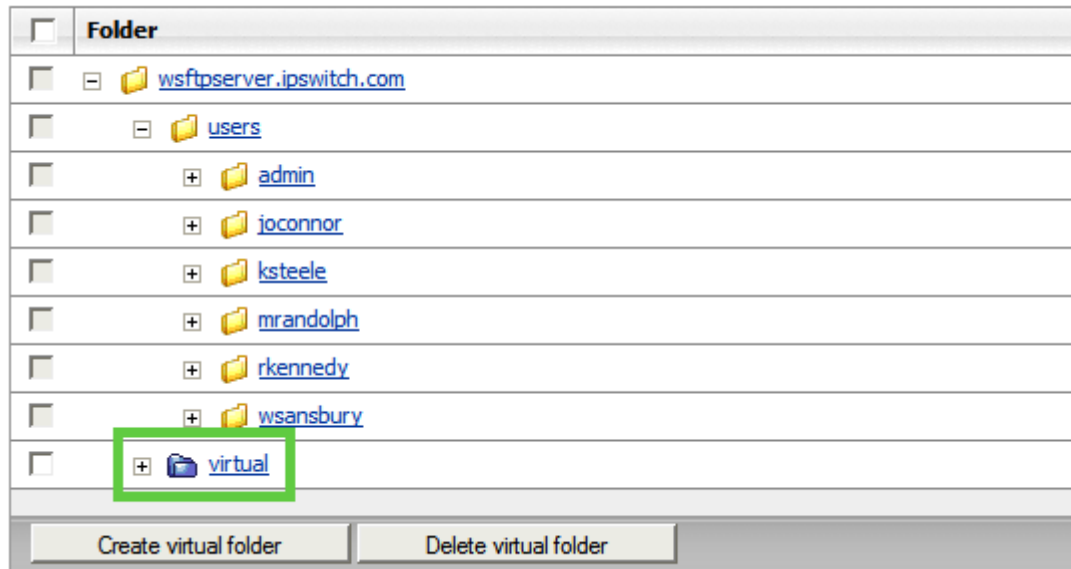 Folder
wsftpserver.ipswitch.com
users
admin
joconnor
ksteele
mrandolph
rkennedy
wsansbury
virtual
Create virtual folder Delete virtual folder